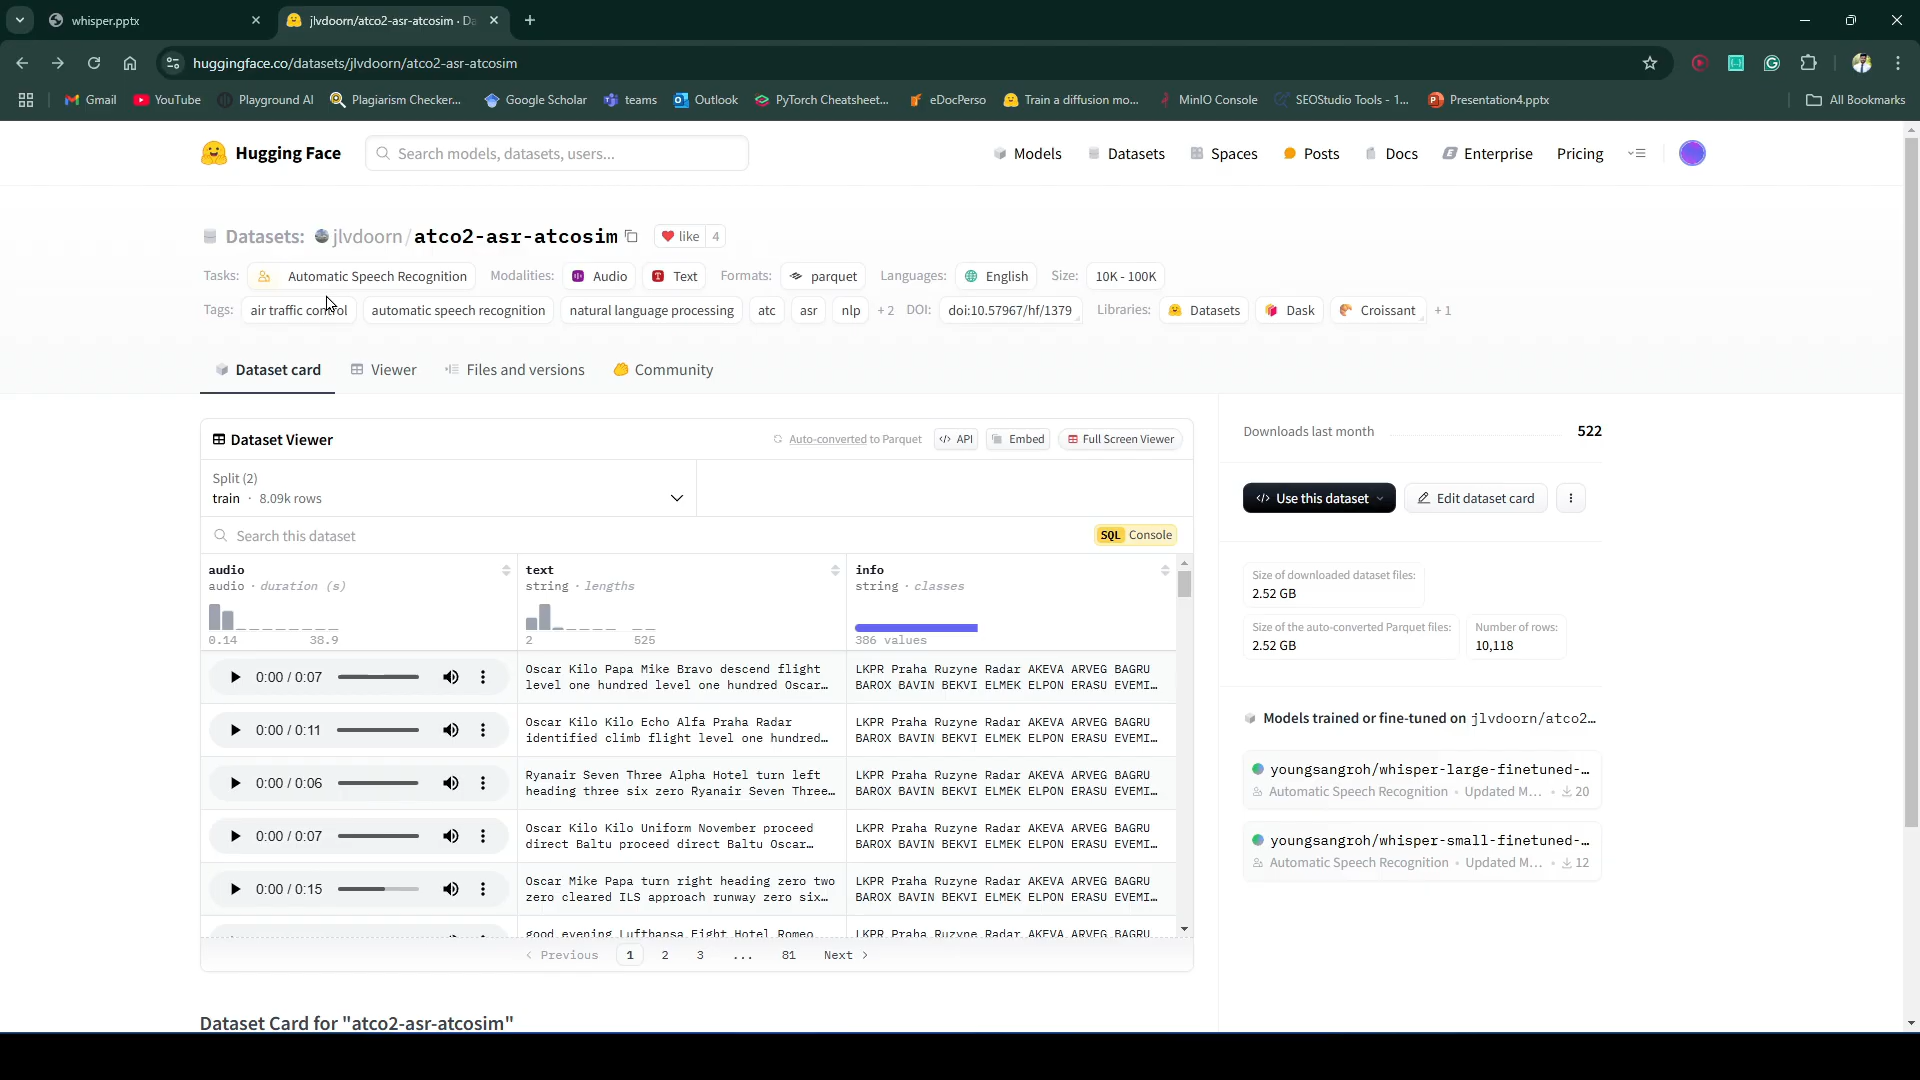 whisper.pptx
jlvdoorn/atco2-asr-atcosim · Da
huggingface.co/datasets/jlvdoorn/atco2-asr-atcosim
Gmail YouTube Playground AI Plagiarism Checker... Google Scholar teams Outlook PyTorch Cheatsheet... eDocPerso Train a diffusion mo... MinIO Console SEOStudio Tools - 1... Presentation4.pptx All Bookmarks
Hugging Face Search models, datasets, users... Models Datasets Spaces Posts Docs Enterprise Pricing
Datasets: jlvdoorn/atco2-asr-atcosim like 4
Tasks: Automatic Speech Recognition Modalities: Audio Text Formats: parquet Languages: English Size: 10K - 100K
Tags: air traffic control automatic speech recognition natural language processing atc asr nlp + 2 DOI: doi:10.57967/hf/1379 Libraries: Datasets Dask Croissant + 1
Dataset card Viewer Files and versions Community
Dataset Viewer Auto-converted to Parquet API Embed Full Screen Viewer
Split (2)
train · 8.09k rows
Search this dataset SQL Console
audio text info
audio · duration (s) string · lengths string · classes
0.14 38.9 2 525 386 values
0:00 / 0:07
Oscar Kilo Papa Mike Bravo descend flight
level one hundred level one hundred Oscar…
LKPR Praha Ruzyne Radar AKEVA ARVEG BAGRU
BAROX BAVIN BEKVI ELMEK ELPON ERASU EVEMI…
0:00 / 0:11
Oscar Kilo Kilo Echo Alfa Praha Radar
identified climb flight level one hundred…
LKPR Praha Ruzyne Radar AKEVA ARVEG BAGRU
BAROX BAVIN BEKVI ELMEK ELPON ERASU EVEMI…
0:00 / 0:06
Ryanair Seven Three Alpha Hotel turn left
heading three six zero Ryanair Seven Three…
LKPR Praha Ruzyne Radar AKEVA ARVEG BAGRU
BAROX BAVIN BEKVI ELMEK ELPON ERASU EVEMI…
0:00 / 0:07
Oscar Kilo Kilo Uniform November proceed
direct Baltu proceed direct Baltu Oscar…
LKPR Praha Ruzyne Radar AKEVA ARVEG BAGRU
BAROX BAVIN BEKVI ELMEK ELPON ERASU EVEMI…
0:00 / 0:15
Oscar Mike Papa turn right heading zero two
zero cleared ILS approach runway zero six…
LKPR Praha Ruzyne Radar AKEVA ARVEG BAGRU
BAROX BAVIN BEKVI ELMEK ELPON ERASU EVEMI…
good evening Lufthansa Eight Hotel Romeo
LKPR Praha Ruzyne Radar AKEVA ARVEG BAGRU
< Previous 1 2 3 ... 81 Next >
Dataset Card for "atco2-asr-atcosim"
Downloads last month 522
Use this dataset Edit dataset card
Size of downloaded dataset files:
2.52 GB
Size of the auto-converted Parquet files:
2.52 GB
Number of rows:
10,118
Models trained or fine-tuned on jlvdoorn/atco2…
youngsangroh/whisper-large-finetuned-…
Automatic Speech Recognition • Updated M... • 20
youngsangroh/whisper-small-finetuned-…
Automatic Speech Recognition • Updated M... • 12